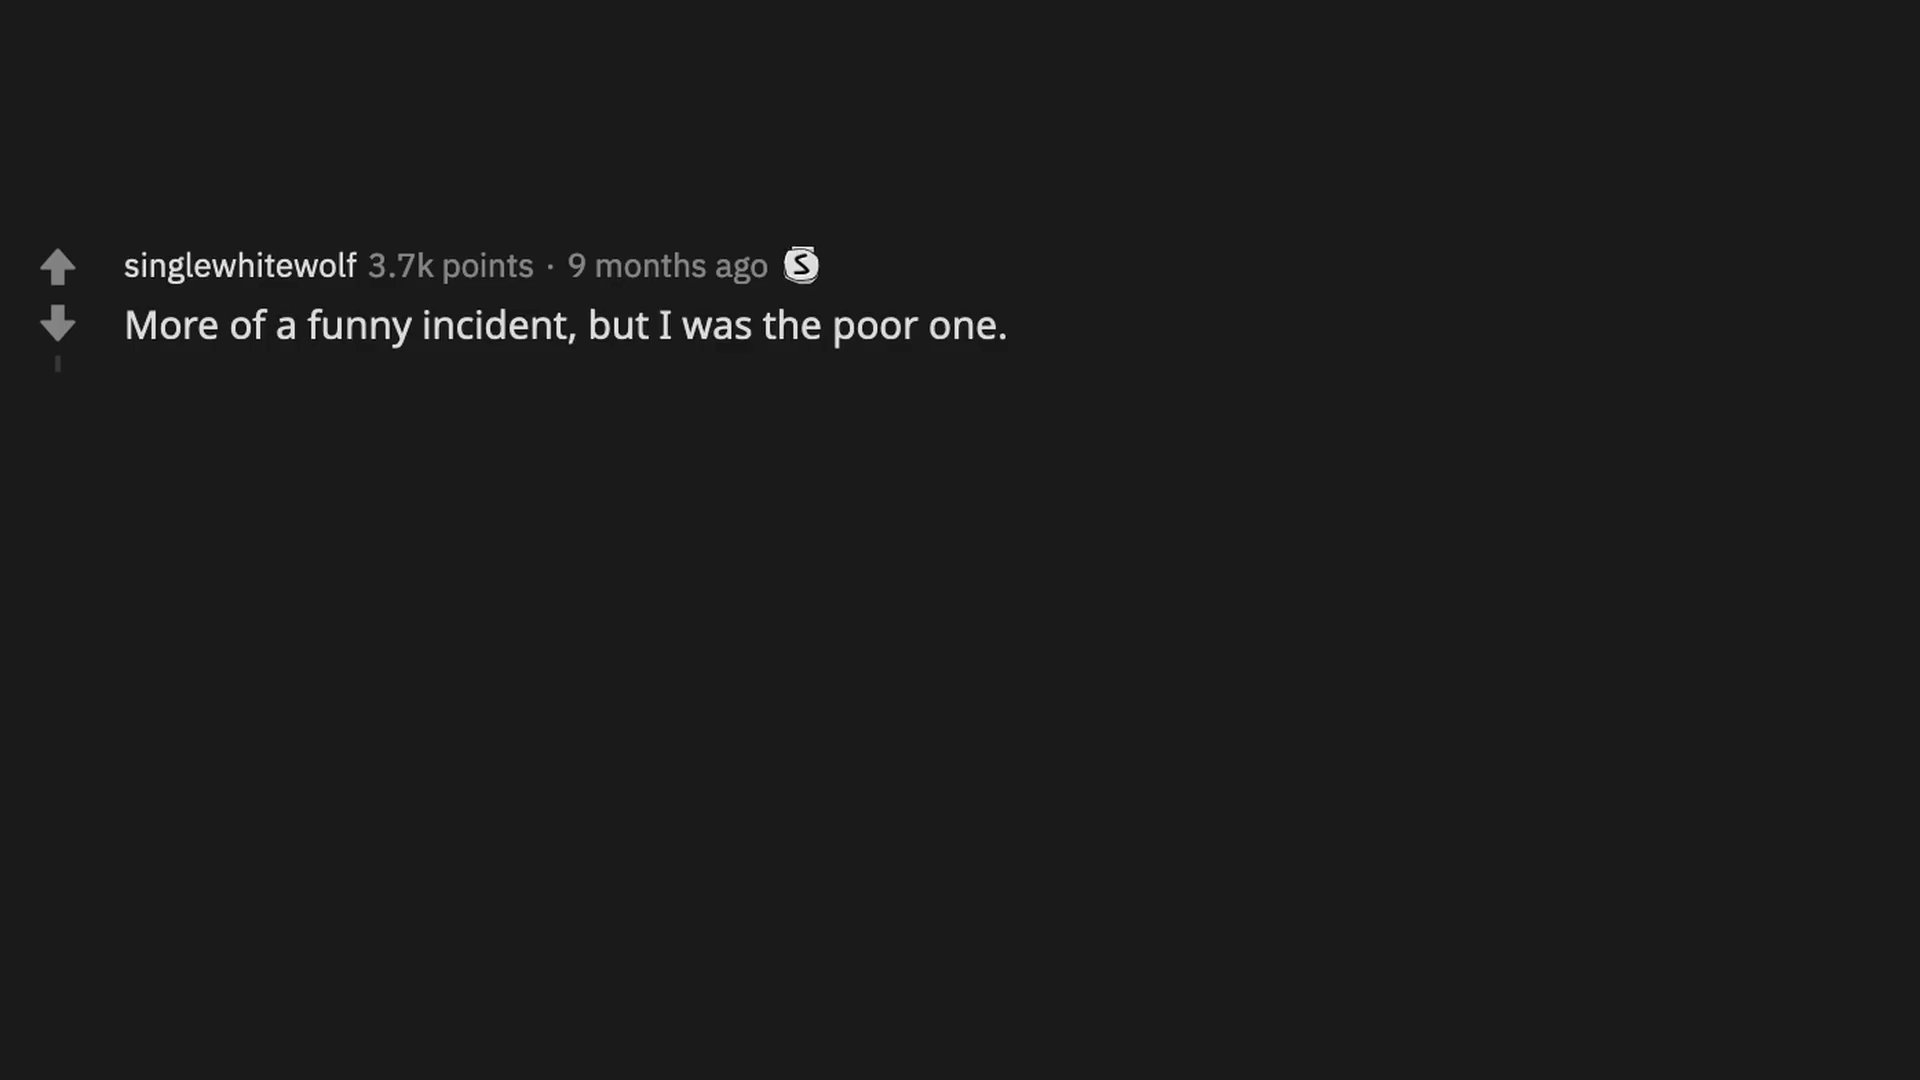 singlewhitewolf 3.7k points · 9 months ago S
More of a funny incident, but I was the poor one.